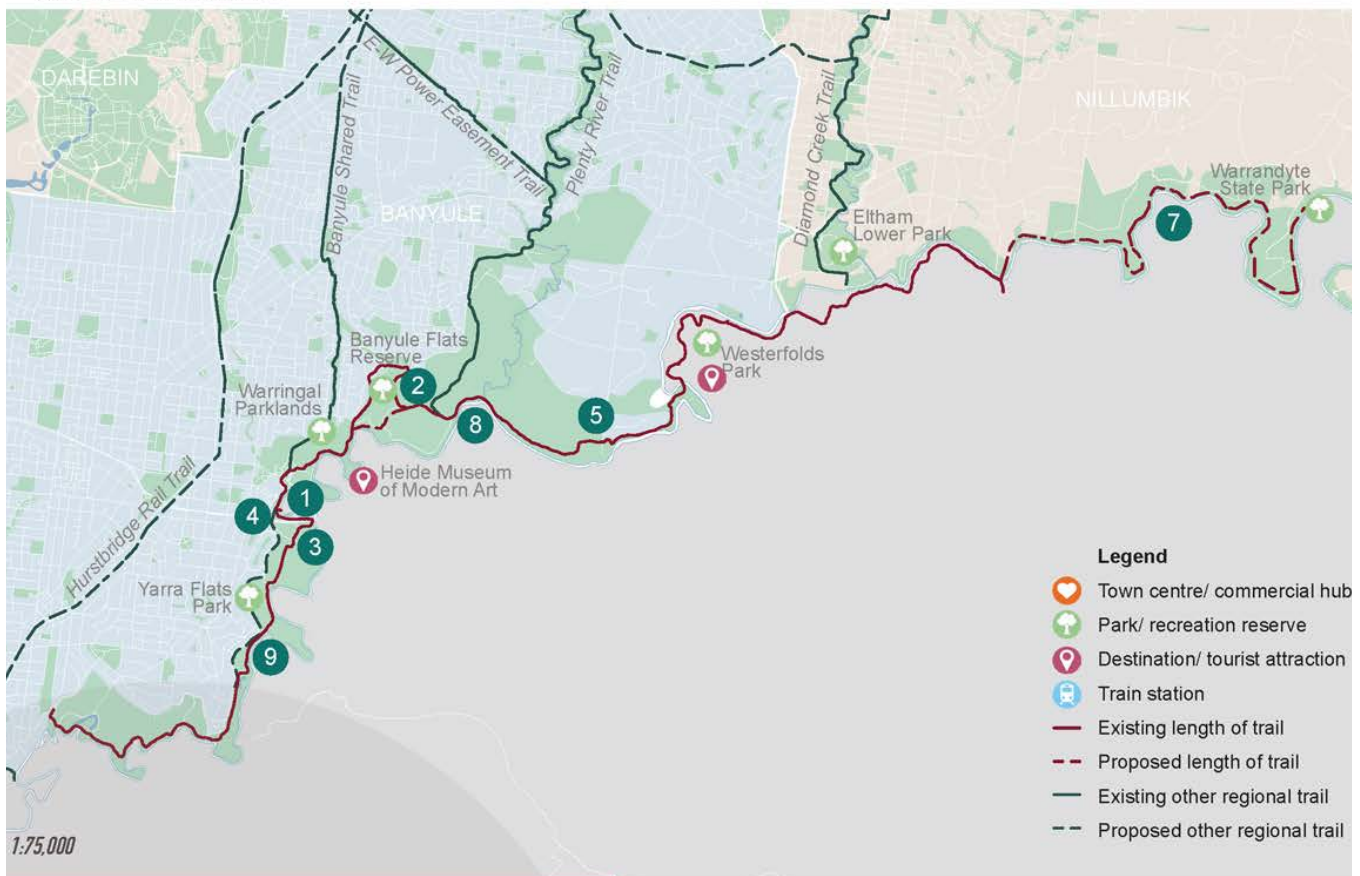 DAREBIN
E-W Power Easement Trail
Banyule Shared Trail
Plenty River Trail
BANYULE
Diamond Creek Trail
NILLUMBIK
Warrandyte
State Park
7
Eltham
Lower Park
Westerfolds
Park
Banyule Flats
Reserve
2
Warringal
Parklands
8
5
Heide Museum
of Modern Art
1
4
3
Hurstbridge Rail Trail
Yarra Flats
Park
9
Legend
Town centre/ commercial hub
Park/ recreation reserve
Destination/ tourist attraction
Train station
Existing length of trail
Proposed length of trail
Existing other regional trail
Proposed other regional trail
1:75,000